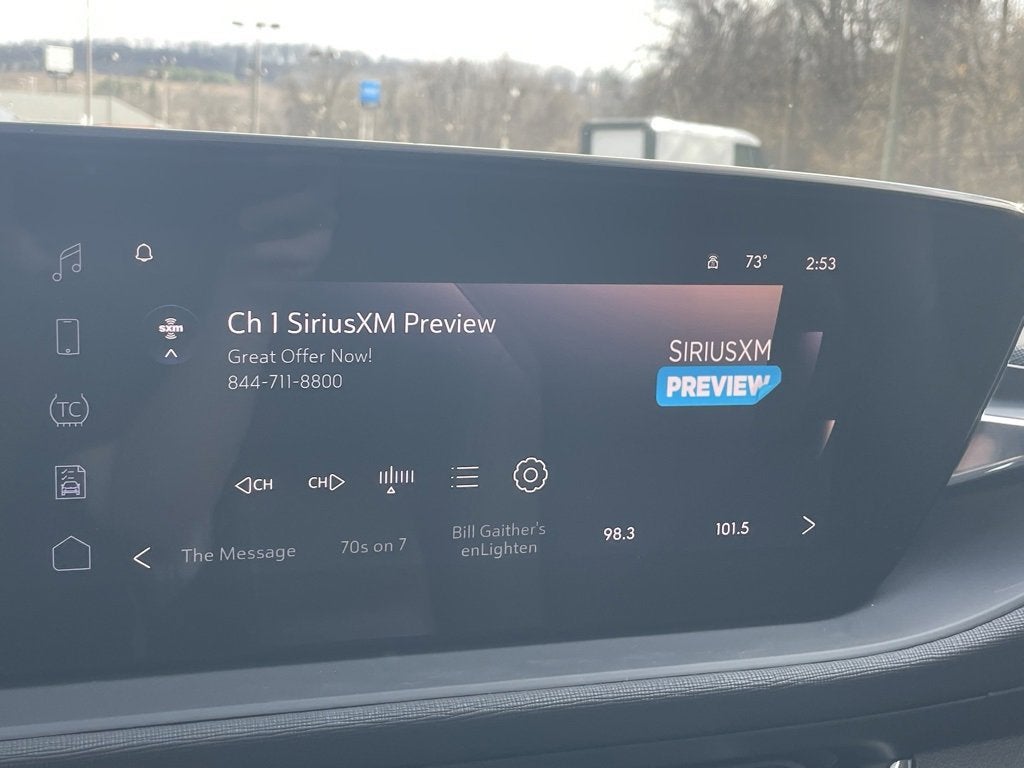 73° 2:53
sxm
Ch 1 SiriusXM Preview
Great Offer Now!
844-711-8800
SIRIUSXM
PREVIEW
TC
CH CH
The Message 70s on 7 Bill Gaither's
enLighten 98.3 101.5